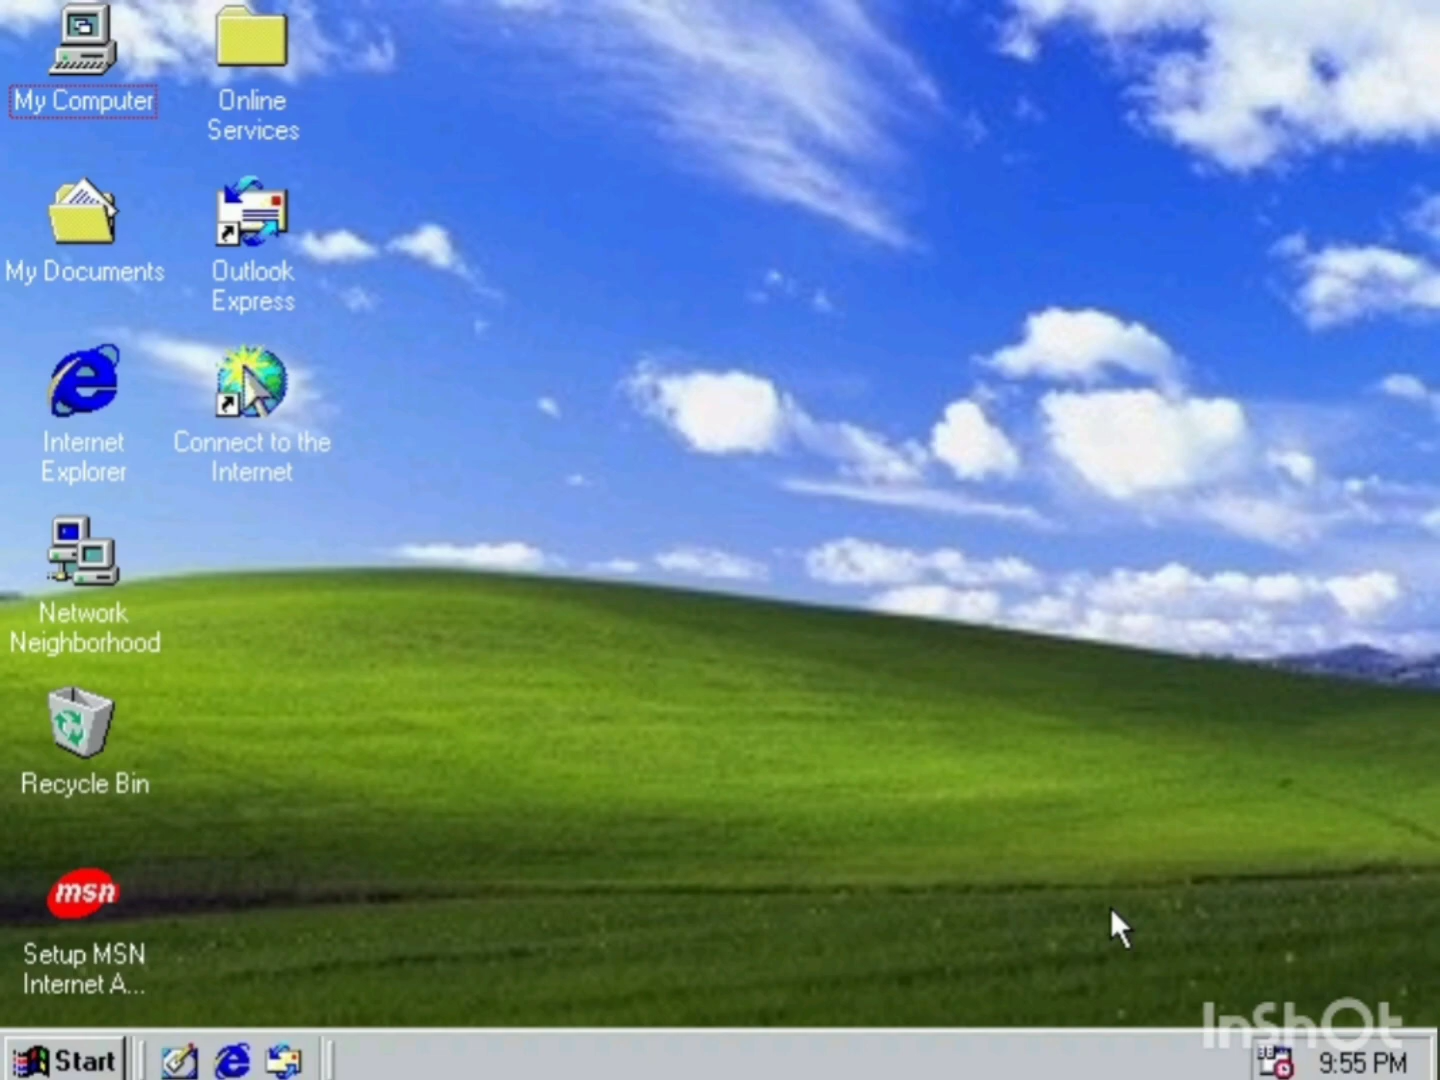 My Computer
Online
Services
My Documents
Outlook
Express
Internet
Explorer
Connect to the
Internet
Network
Neighborhood
Recycle Bin
msn
Setup MSN
Internet A...
InShOt
Start
9:55 PM